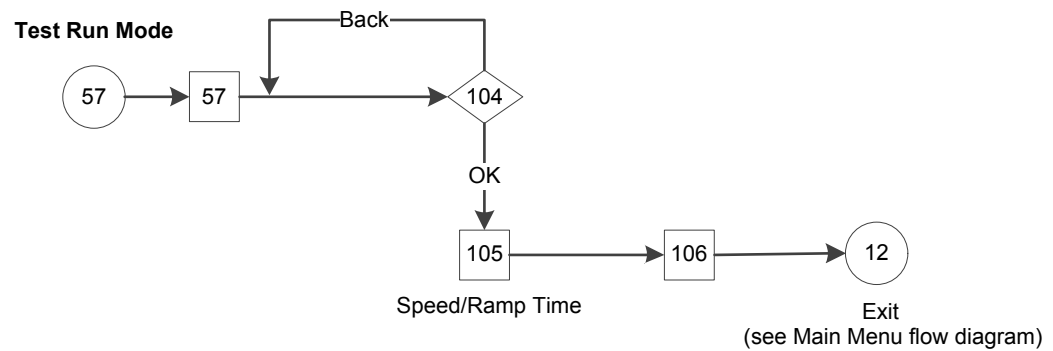 Back
Test Run Mode
57
57
104
OK
105
106
12
Speed/Ramp Time
Exit
(see Main Menu flow diagram)